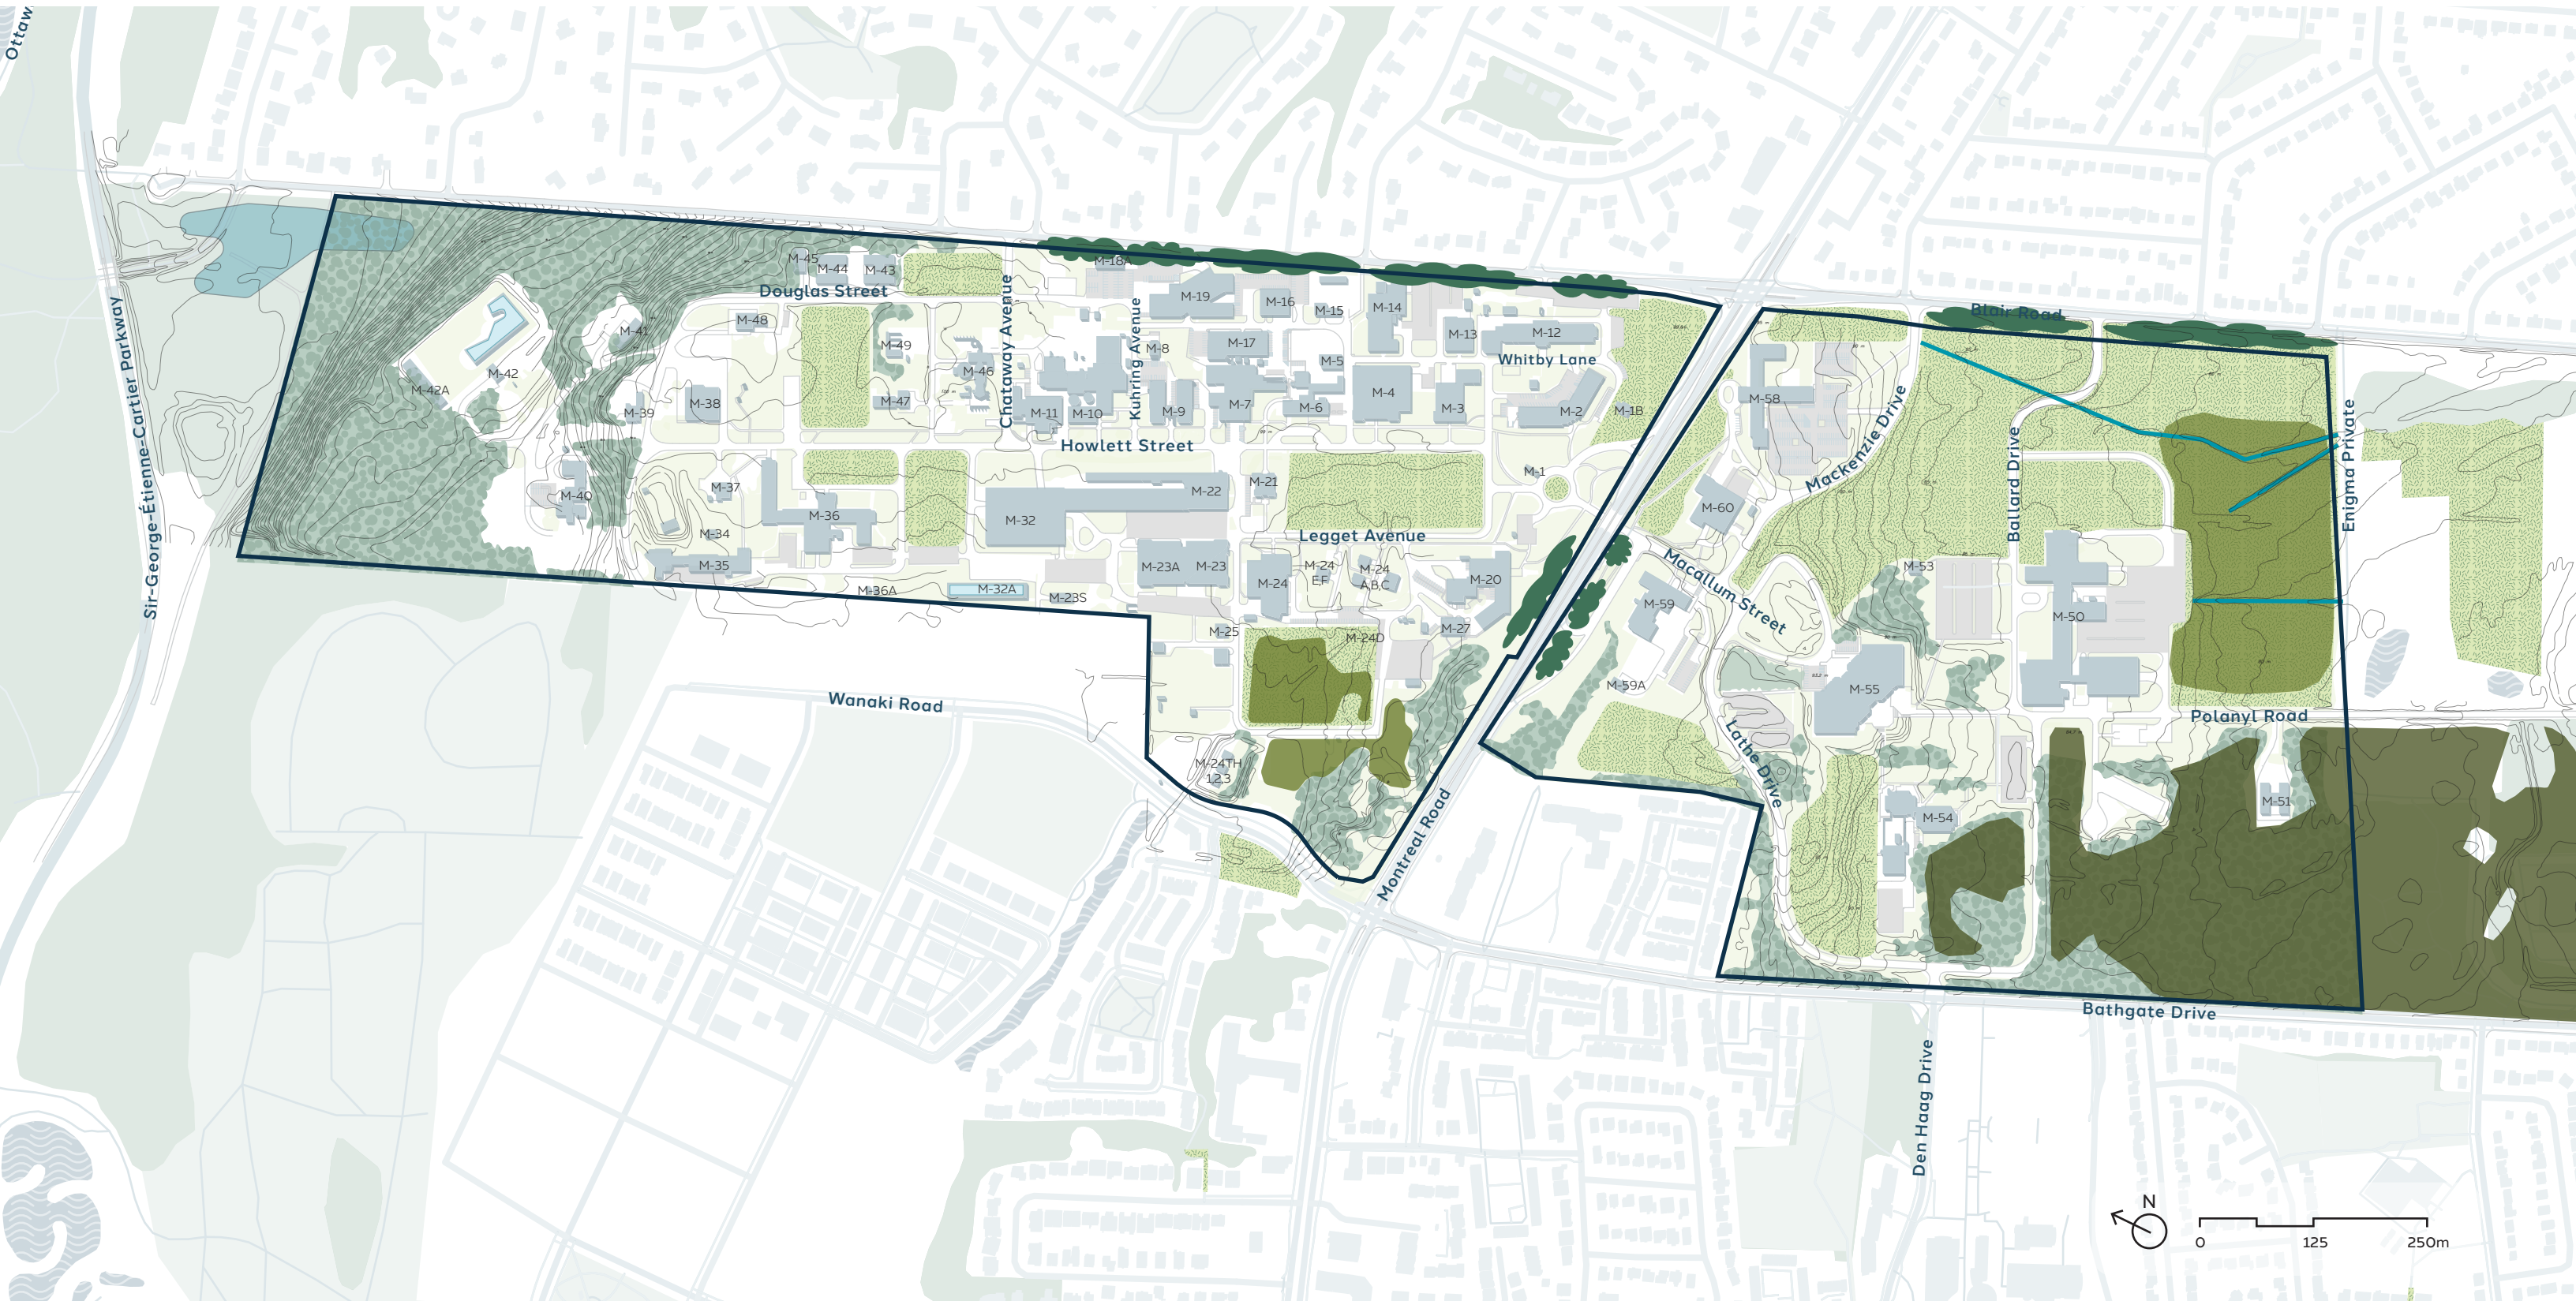 Ottaw
Sir-George-Étienne-Cartier Parkway
M-18A
M-45
M-44
M-43
Douglas Street
Chataway Avenue
Kuhring Avenue
M-19
M-16
M-15
M-14
M-13
M-12
Whitby Lane
Blair Road
M-41
M-48
M-49
M-8
M-17
M-5
M-42
M-42A
M-46
M-47
M-39
M-38
M-11
M-10
M-9
M-7
M-6
M-4
M-3
M-2
M-1B
M-58
Mackenzie Drive
Ballard Drive
Enigma Private
Howlett Street
M-40
M-37
M-36
M-32
M-22
M-21
M-1
M-60
M-34
M-35
Legget Avenue
M-23A
M-23
M-24
M-24
E,F
M-24
A,B,C
M-20
Macallum Street
M-53
M-36A
M-32A
M-23S
M-25
M-24D
M-27
M-59
M-50
M-59A
M-55
Wanaki Road
Polanyl Road
M-24TH
1,2,3
Lathe Drive
M-51
M-54
Montreal Road
Bathgate Drive
Den Haag Drive
N
0
125
250m